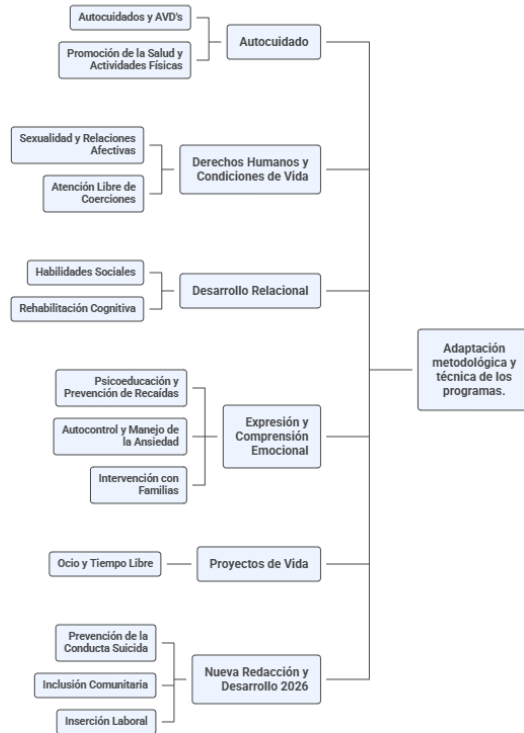 Autocuidados y AVD's
Promoción de la Salud y
Actividades Físicas
Autocuidado
Sexualidad y Relaciones
Afectivas
Atención Libre de
Coerciones
Derechos Humanos y
Condiciones de Vida
Habilidades Sociales
Rehabilitación Cognitiva
Desarrollo Relacional
Adaptación
metodológica y
técnica de los
programas.
Psicoeducación y
Prevención de Recaídas
Autocontrol y Manejo de
la Ansiedad
Intervención con
Familias
Expresión y
Comprensión
Emocional
Ocio y Tiempo Libre
Proyectos de Vida
Prevención de la
Conducta Suicida
Inclusión Comunitaria
Inserción Laboral
Nueva Redacción y
Desarrollo 2026